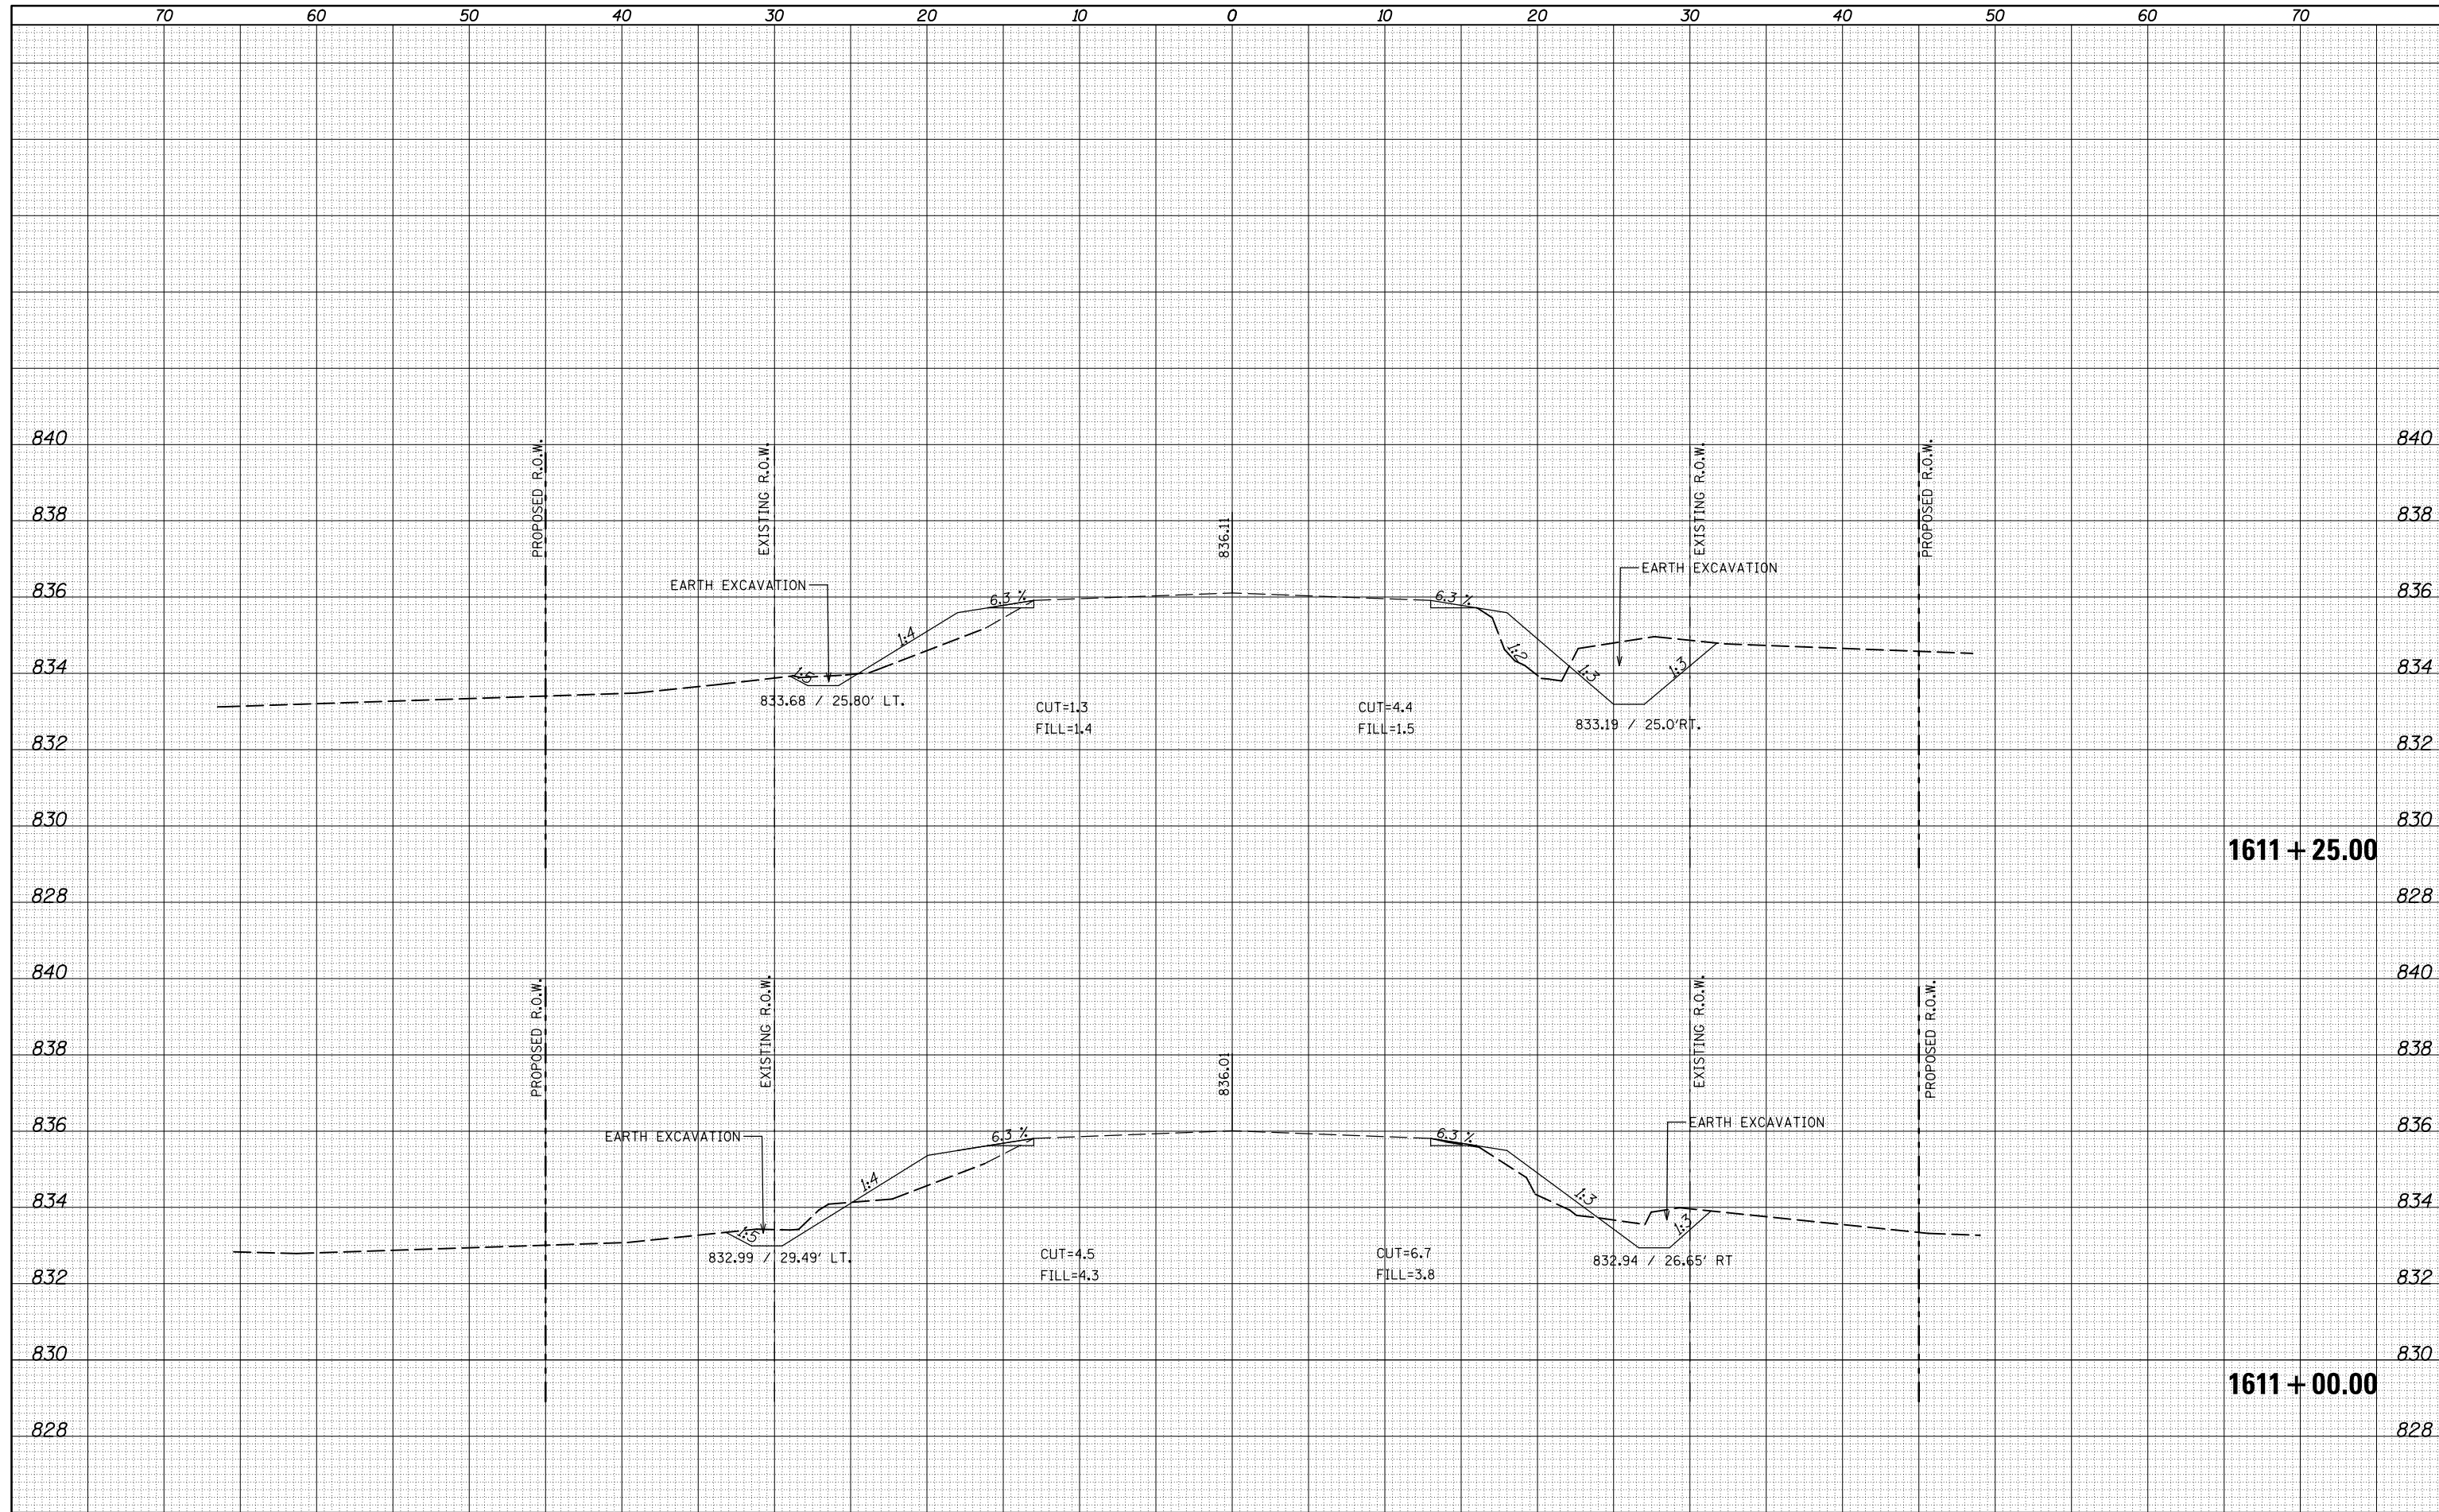 70 60 50 40 30 20 10 0 10 20 30 40 50 60 70
840 840
PROPOSED R.O.W.
EXISTING R.O.W.
EXISTING R.O.W.
PROPOSED R.O.W.
838 838
836.11
EARTH EXCAVATION
EARTH EXCAVATION
836 836
6.3 %
6.3 %
1:4
1:2
834 834
1:5
1:3
1:3
833.68 / 25.80' LT.
CUT=1.3
FILL=1.4
CUT=4.4
FILL=1.5
833.19 / 25.0'RT.
832 832
830 830
1611 + 25.00
828 828
840 840
PROPOSED R.O.W.
EXISTING R.O.W.
EXISTING R.O.W.
PROPOSED R.O.W.
838 838
836.01
836 836
EARTH EXCAVATION
EARTH EXCAVATION
6.3 %
6.3 %
1:4
1:3
834 834
1:5
1:3
832.99 / 29.49' LT.
CUT=4.5
FILL=4.3
CUT=6.7
FILL=3.8
832.94 / 26.65' RT
832 832
830 830
1611 + 00.00
828 828